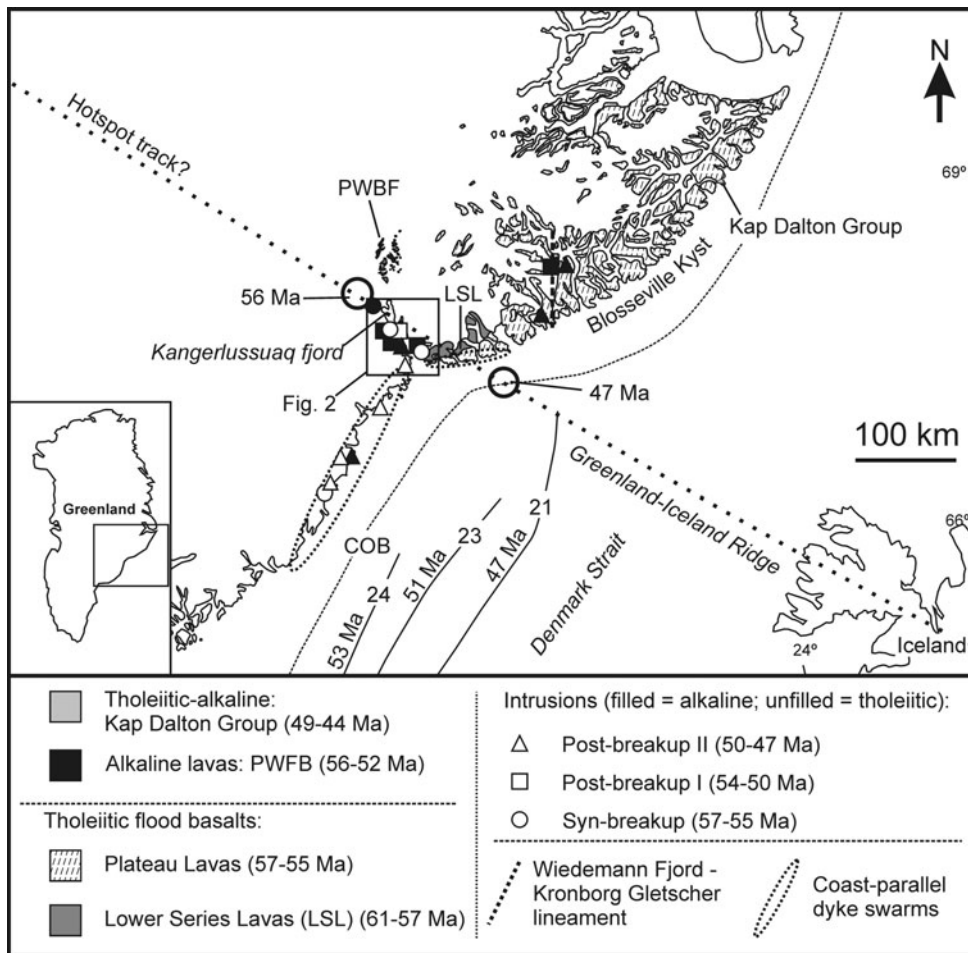 N
Hotspot track?
69º
PWBF
Kap Dalton Group
56 Ma
LSL
Blosseville Kyst
Kangerlussuaq fjord
47 Ma
Fig. 2
100 km
Greenland-Iceland Ridge
Greenland
21
23
66º
COB
47 Ma
51 Ma
24
53 Ma
Denmark Strait
24º
Iceland
Tholeiitic-alkaline:
Kap Dalton Group (49-44 Ma)
Alkaline lavas: PWFB (56-52 Ma)
Tholeiitic flood basalts:
Plateau Lavas (57-55 Ma)
Lower Series Lavas (LSL) (61-57 Ma)
Intrusions (filled = alkaline; unfilled = tholeiitic):
Post-breakup II (50-47 Ma)
Post-breakup I (54-50 Ma)
Syn-breakup (57-55 Ma)
Wiedemann Fjord -
Kronborg Gletscher
lineament
Coast-parallel
dyke swarms